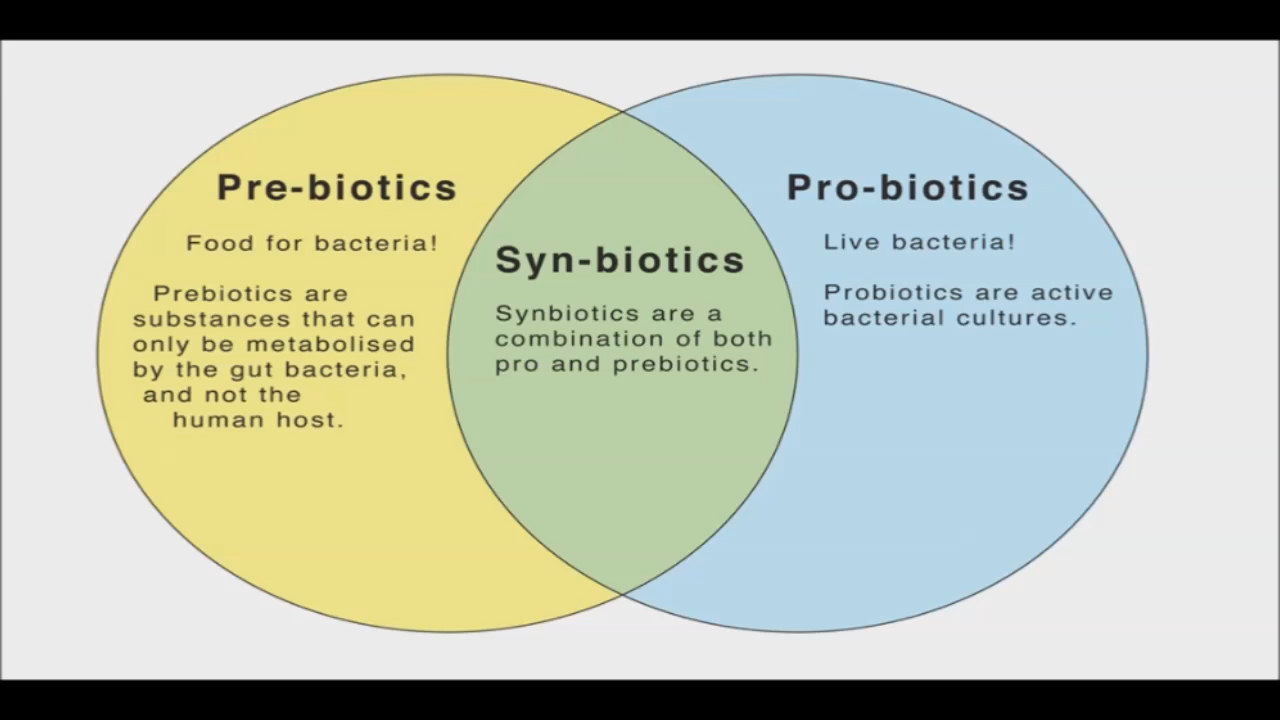 Pre-biotics
Food for bacteria!
Prebiotics are
substances that can
only be metabolised
by the gut bacteria,
and not the
human host.
Syn-biotics
Synbiotics are a
combination of both
pro and prebiotics.
Pro-biotics
Live bacteria!
Probiotics are active
bacterial cultures.